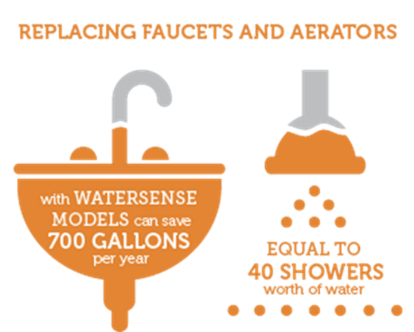 REPLACING FAUCETS AND AERATORS
with WATERSENSE
MODELS can save
700 GALLONS
per year
EQUAL TO
40 SHOWERS
worth of water